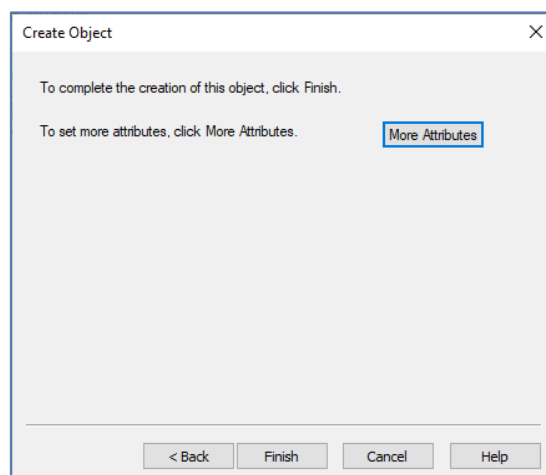 Create Object
To complete the creation of this object, click Finish.
To set more attributes, click More Attributes.
More Attributes
< Back
Finish
Cancel
Help